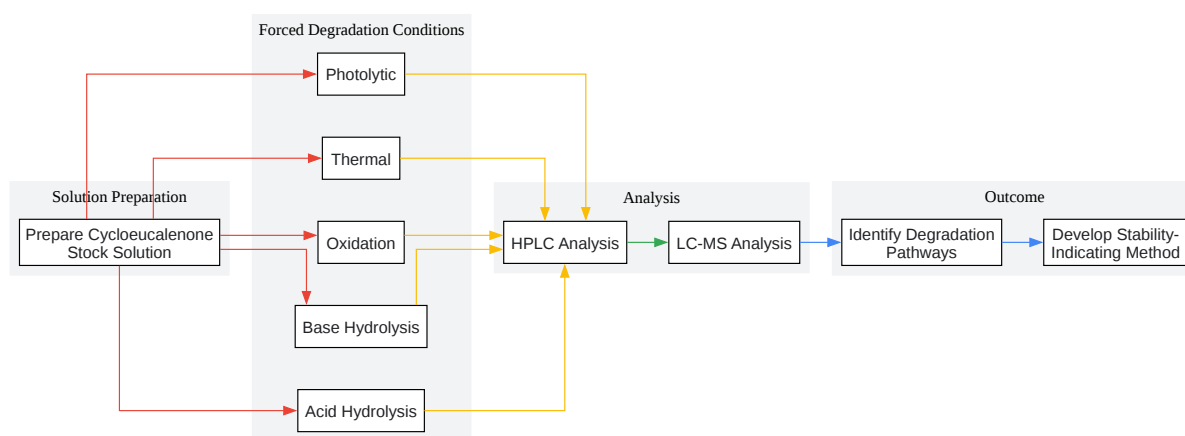 Forced Degradation Conditions
Photolytic
Thermal
Solution Preparation
Prepare Cycloeucalenone
Stock Solution
Oxidation
Base Hydrolysis
Acid Hydrolysis
Analysis
HPLC Analysis
LC-MS Analysis
Outcome
Identify Degradation
Pathways
Develop Stability-
Indicating Method